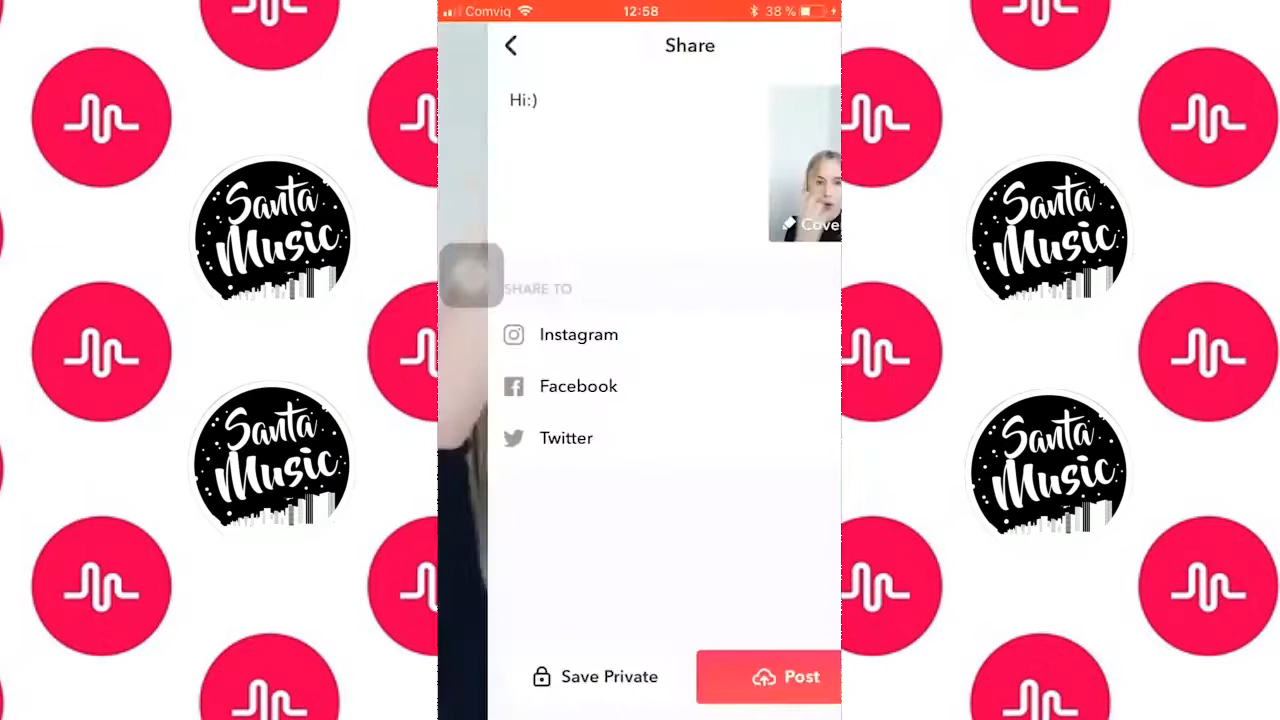 Comviq 12:58 38 %
Share
Hi:)
Cove
SHARE TO
Instagram
Facebook
Twitter
Save Private
Post
Santa
Music
Santa
Music
Santa
Music
Santa
Music